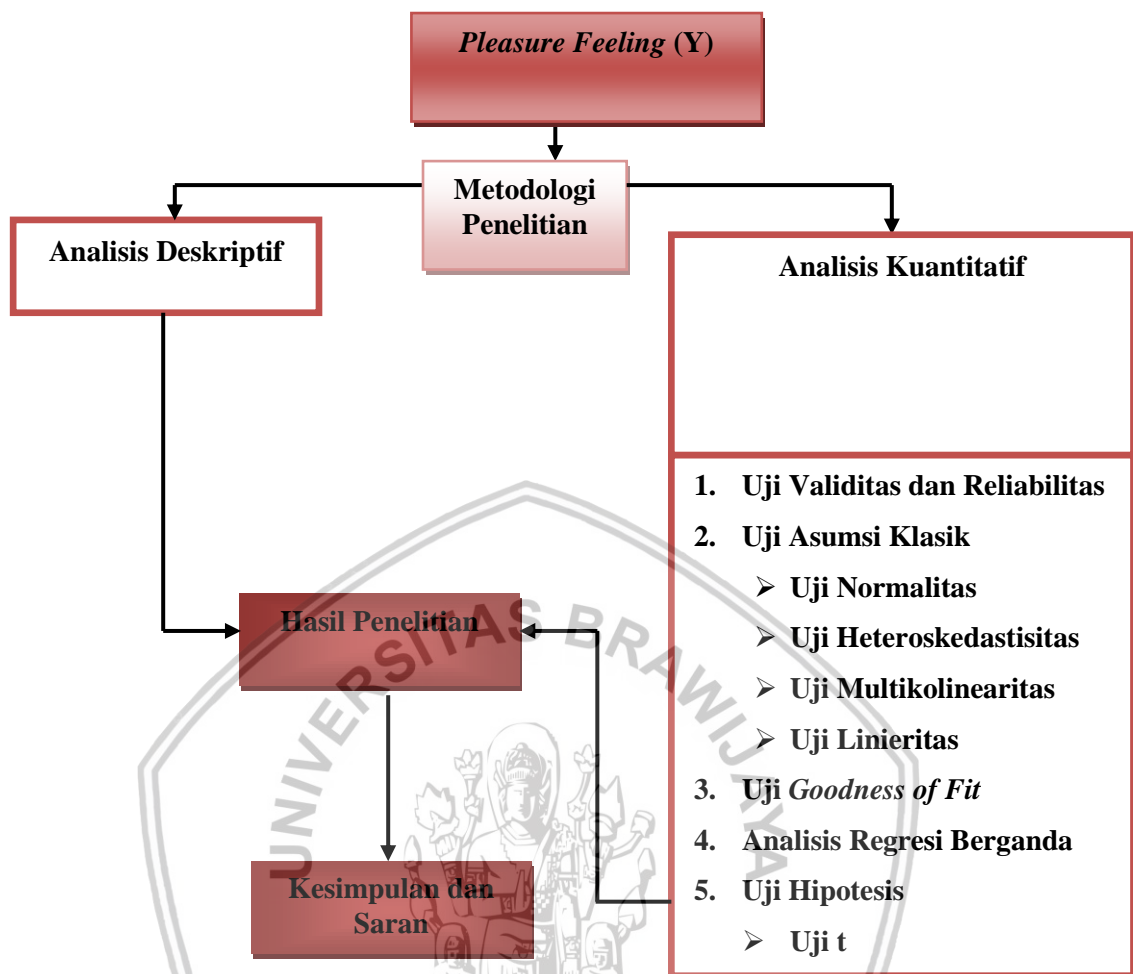 Pleasure Feeling (Y)
Metodologi
Penelitian
Analisis Deskriptif
Analisis Kuantitatif
1. Uji Validitas dan Reliabilitas
2. Uji Asumsi Klasik
➢ Uji Normalitas
➢ Uji Heteroskedastisitas
➢ Uji Multikolinearitas
➢ Uji Linieritas
3. Uji Goodness of Fit
4. Analisis Regresi Berganda
5. Uji Hipotesis
➢ Uji t
Hasil Penelitian
Kesimpulan dan
Saran
UNIVERSITAS BRAWIJAYA